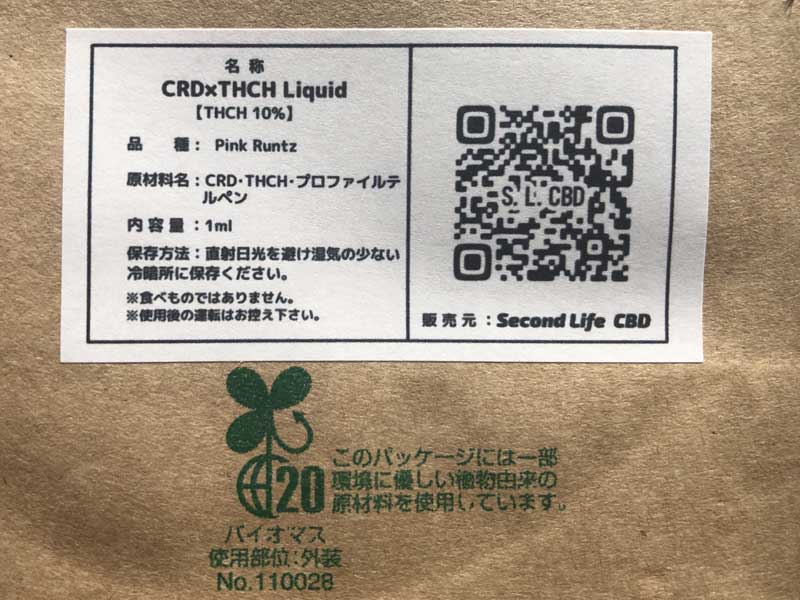 名称
CRD×THCH Liquid
【THCH 10%】
品 種： Pink Runtz
原材料名：CRD・THCH・プロファイルテ
ルペン
内容量：1ml
保存方法：直射日光を避け湿気の少ない
冷暗所に保存ください。
※食べものではありません。
※使用後の運転はお控え下さい。
S. L. CBD
販売元：Second Life CBD
20
このパッケージには一部
環境に優しい植物由来の
原材料を使用しています。
バイオマス
使用部位:外装
No.110028